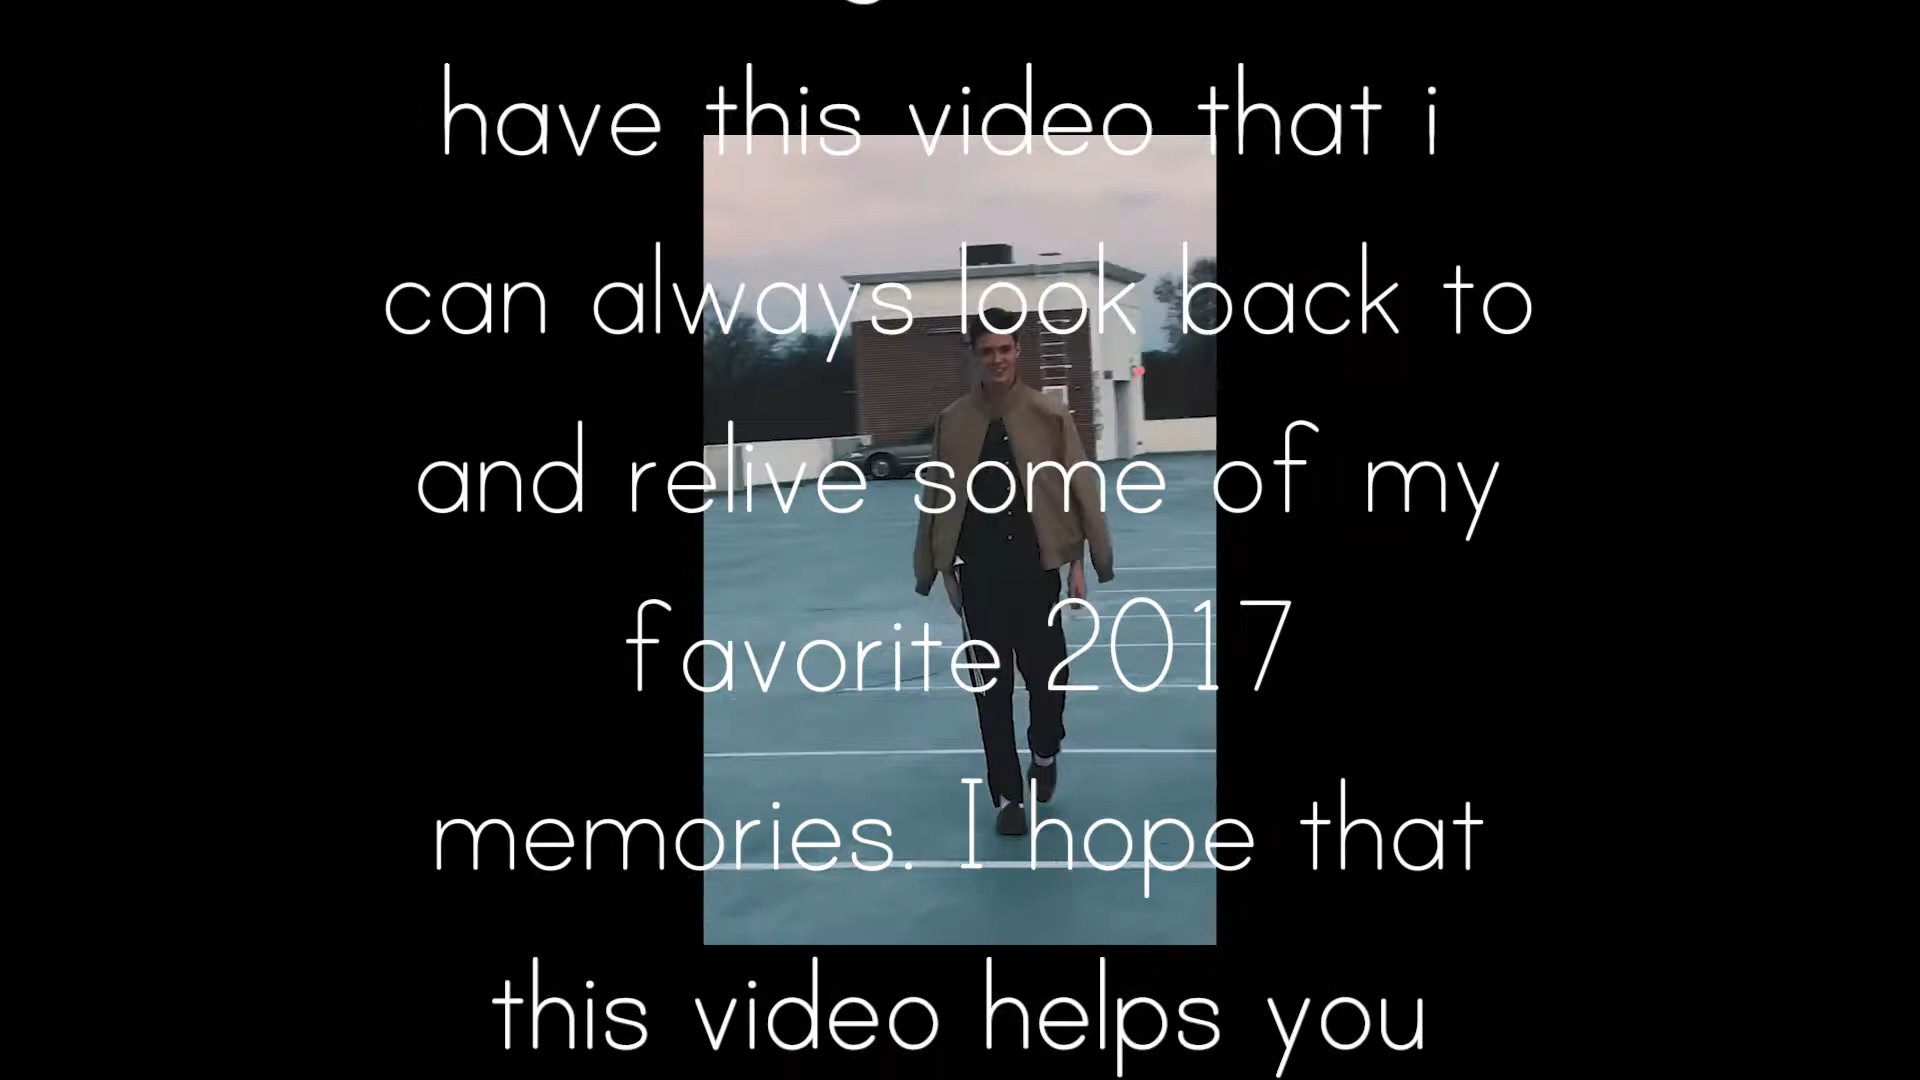 have this video that i
can always look back to
and relive some of my
favorite 2017
memories. I hope that
this video helps you